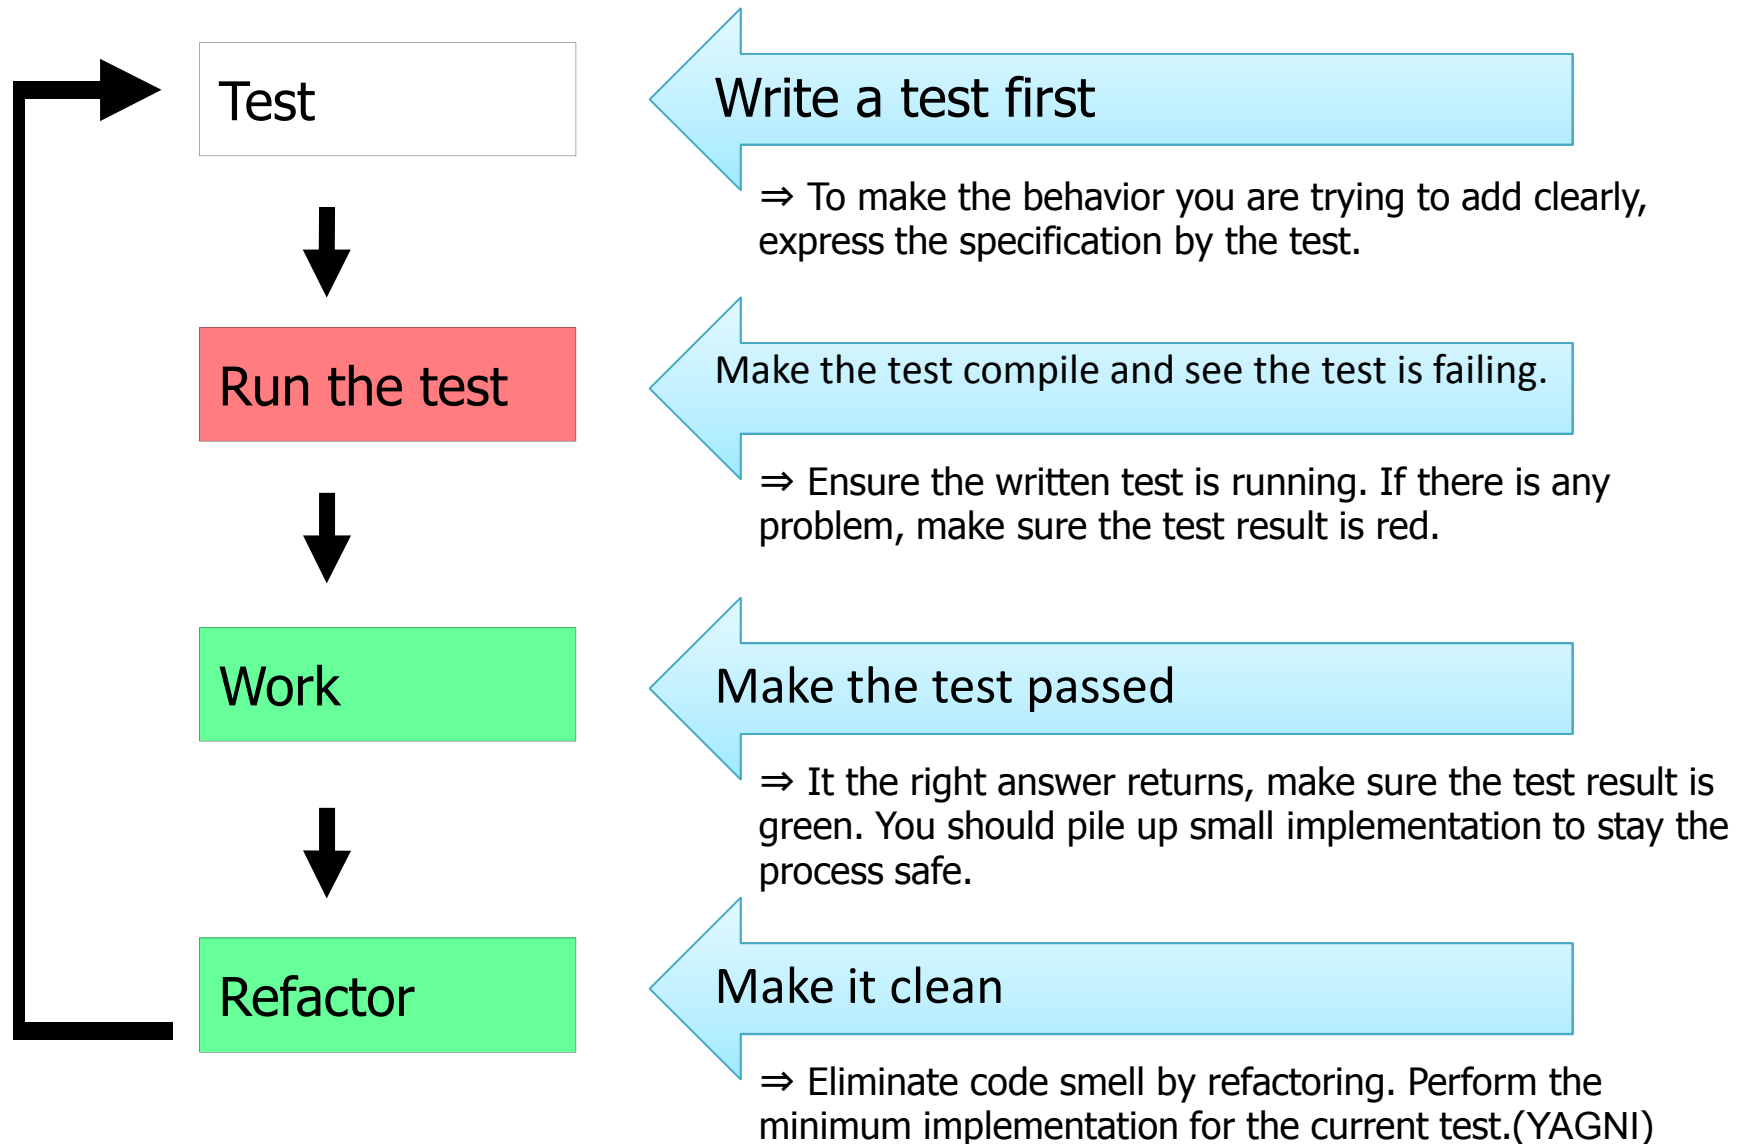 Test
Write a test first
⇒ To make the behavior you are trying to add clearly,
express the specification by the test.
Run the test
Make the test compile and see the test is failing.
⇒ Ensure the written test is running. If there is any
problem, make sure the test result is red.
Work
Make the test passed
⇒ It the right answer returns, make sure the test result is
green. You should pile up small implementation to stay the
process safe.
Refactor
Make it clean
⇒ Eliminate code smell by refactoring. Perform the
minimum implementation for the current test.(YAGNI)